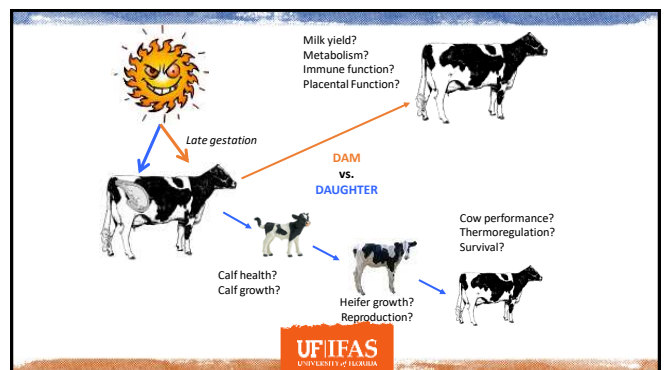 Milk yield?
Metabolism?
Immune function?
Placental Function?
Late gestation
DAM
vs.
DAUGHTER
Cow performance?
Thermoregulation?
Survival?
Calf health?
Calf growth?
Heifer growth?
Reproduction?
UF|IFAS
UNIVERSITY of FLORIDA